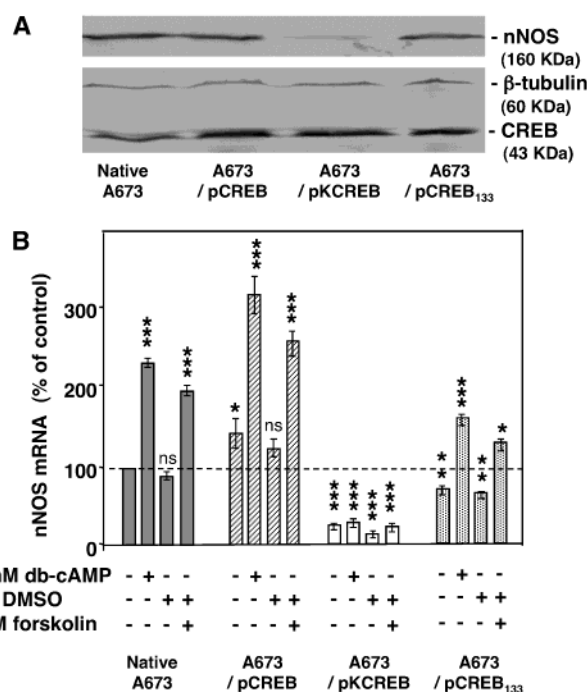 A
- nNOS
(160 KDa)
- β-tubulin
(60 KDa)
- CREB
(43 KDa)
Native A673
A673 / pCREB
A673 / pKCREB
A673 / pCREB133
B
nNOS mRNA (% of control)
300
200
100
0
*** *** * *** ns *** *** *** *** *** ** *** ** *
ns
M db-cAMP - + - - - + - - - + - - - + - -
DMSO - - + + - - + + - - + + - - + +
M forskolin - - - + - - - + - - - + - - - +
Native A673
A673 / pCREB
A673 / pKCREB
A673 / pCREB133